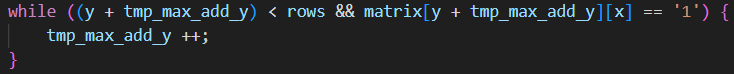 while ((y + tmp_max_add_y) < rows && matrix[y + tmp_max_add_y][x] == '1') {
    tmp_max_add_y ++;
}